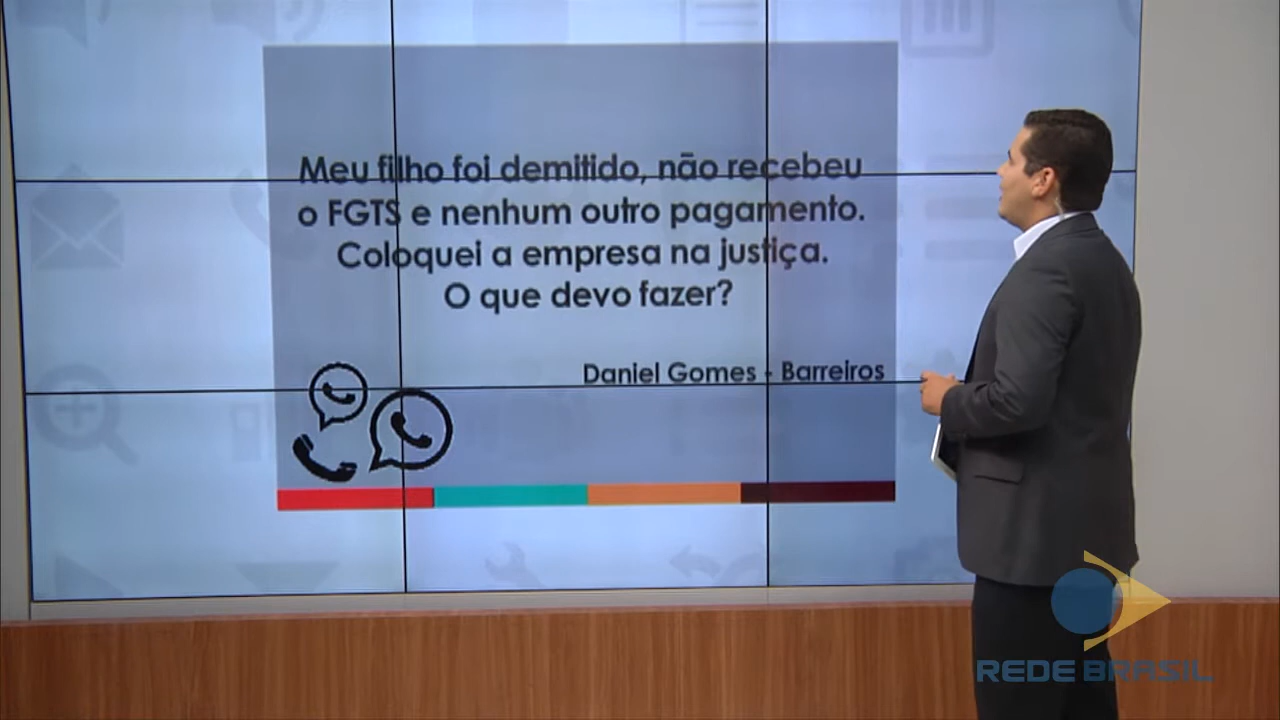 Meu filho foi demitido, não recebeu
o FGTS e nenhum outro pagamento.
Coloquei a empresa na justiça.
O que devo fazer?
Daniel Gomes - Barreiros
REDE BRASIL